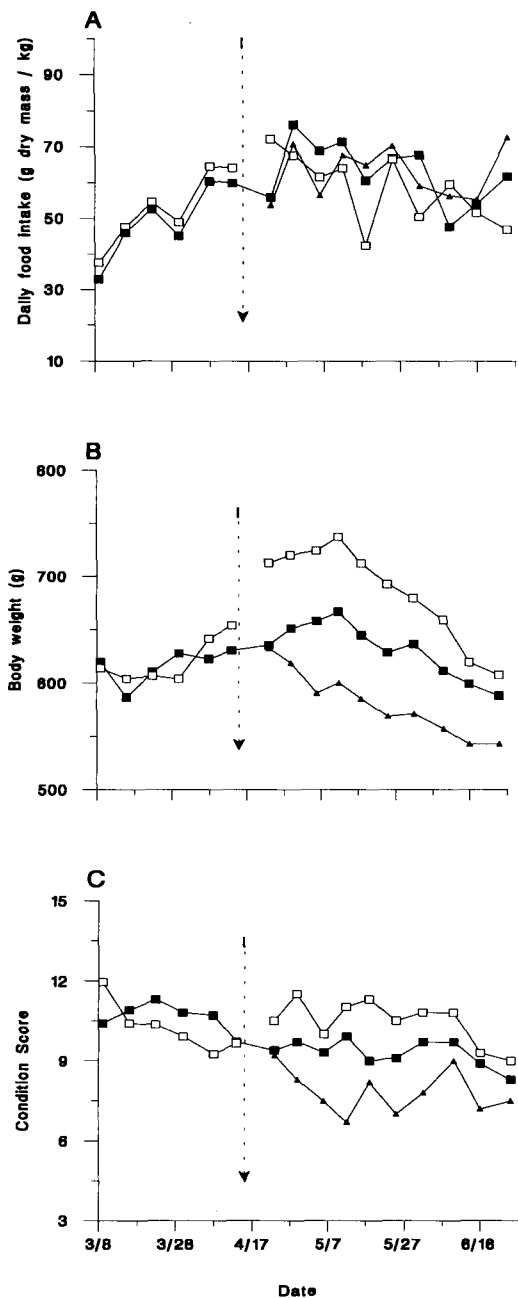 A
Daily food intake (g dry mass / kg)
90
70
50
30
10
B
Body weight (g)
800
700
600
500
C
Condition Score
15
12
9
6
3
3/8 3/28 4/17 5/7 5/27 6/16
Date